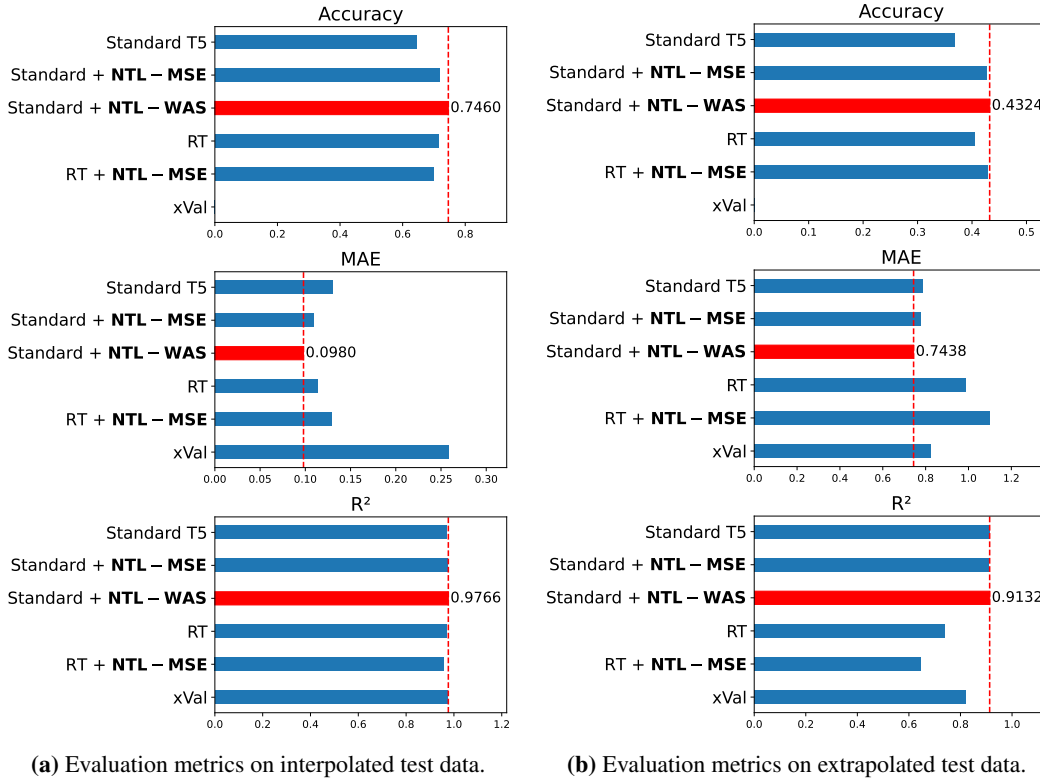 Accuracy
Standard T5
Standard + NTL − MSE
Standard + NTL − WAS
0.7460
RT
RT + NTL − MSE
xVal
0.0 0.2 0.4 0.6 0.8
MAE
Standard T5
Standard + NTL − MSE
Standard + NTL − WAS
0.0980
RT
RT + NTL − MSE
xVal
0.00 0.05 0.10 0.15 0.20 0.25 0.30
R²
Standard T5
Standard + NTL − MSE
Standard + NTL − WAS
0.9766
RT
RT + NTL − MSE
xVal
0.0 0.2 0.4 0.6 0.8 1.0 1.2
(a) Evaluation metrics on interpolated test data.
Accuracy
Standard T5
Standard + NTL − MSE
Standard + NTL − WAS
0.4324
RT
RT + NTL − MSE
xVal
0.0 0.1 0.2 0.3 0.4 0.5
MAE
Standard T5
Standard + NTL − MSE
Standard + NTL − WAS
0.7438
RT
RT + NTL − MSE
xVal
0.0 0.2 0.4 0.6 0.8 1.0 1.2
R²
Standard T5
Standard + NTL − MSE
Standard + NTL − WAS
0.9132
RT
RT + NTL − MSE
xVal
0.0 0.2 0.4 0.6 0.8 1.0
(b) Evaluation metrics on extrapolated test data.